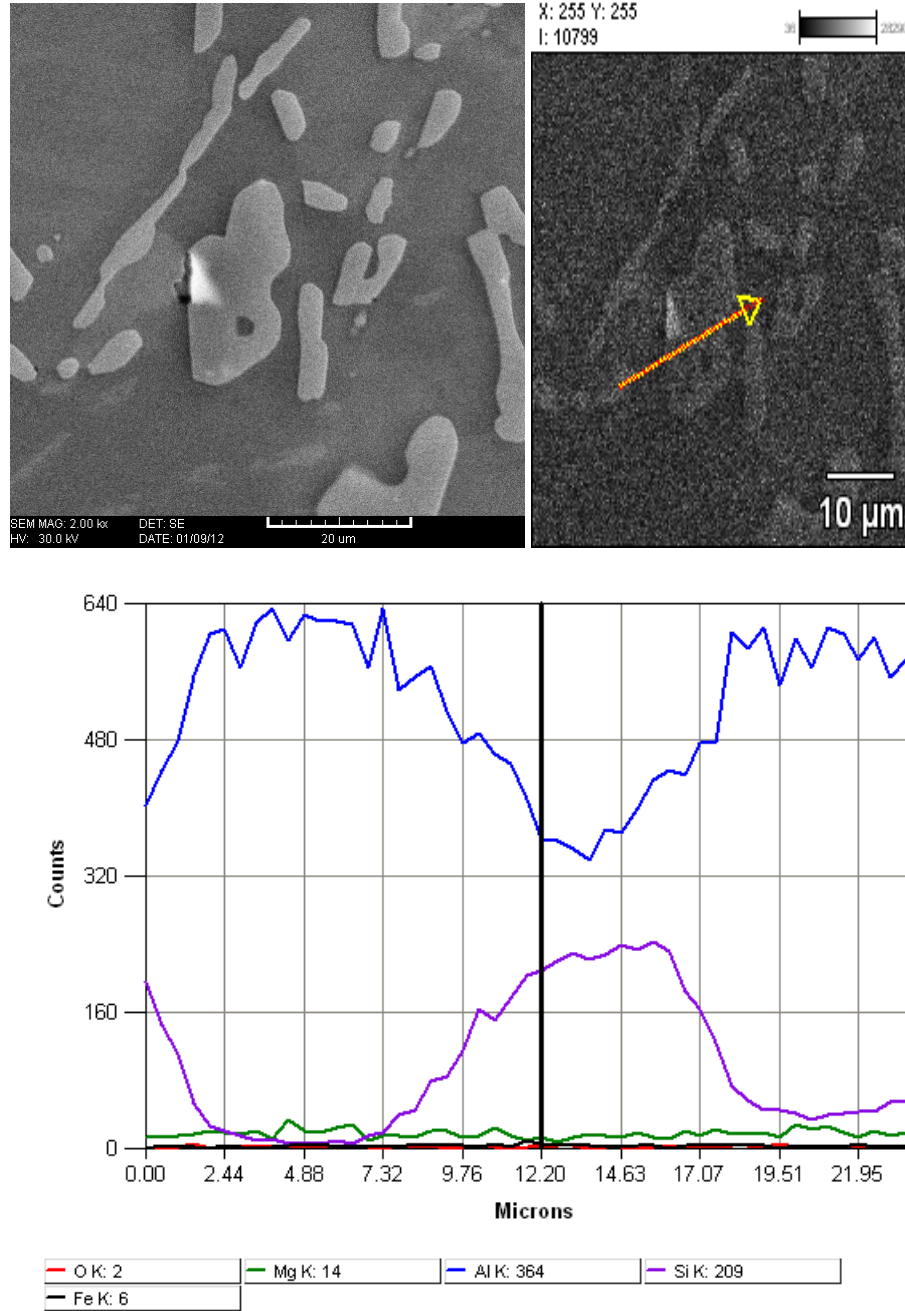 X: 255 Y: 255
I: 10799
36
SEM MAG: 2.00 kx DET: SE
HV: 30.0 kV DATE: 01/09/12
20 um
10 µm
640
480
320
160
0
Counts
0.00 2.44 4.88 7.32 9.76 12.20 14.63 17.07 19.51 21.95
Microns
O K: 2 Mg K: 14 Al K: 364 Si K: 209
Fe K: 6